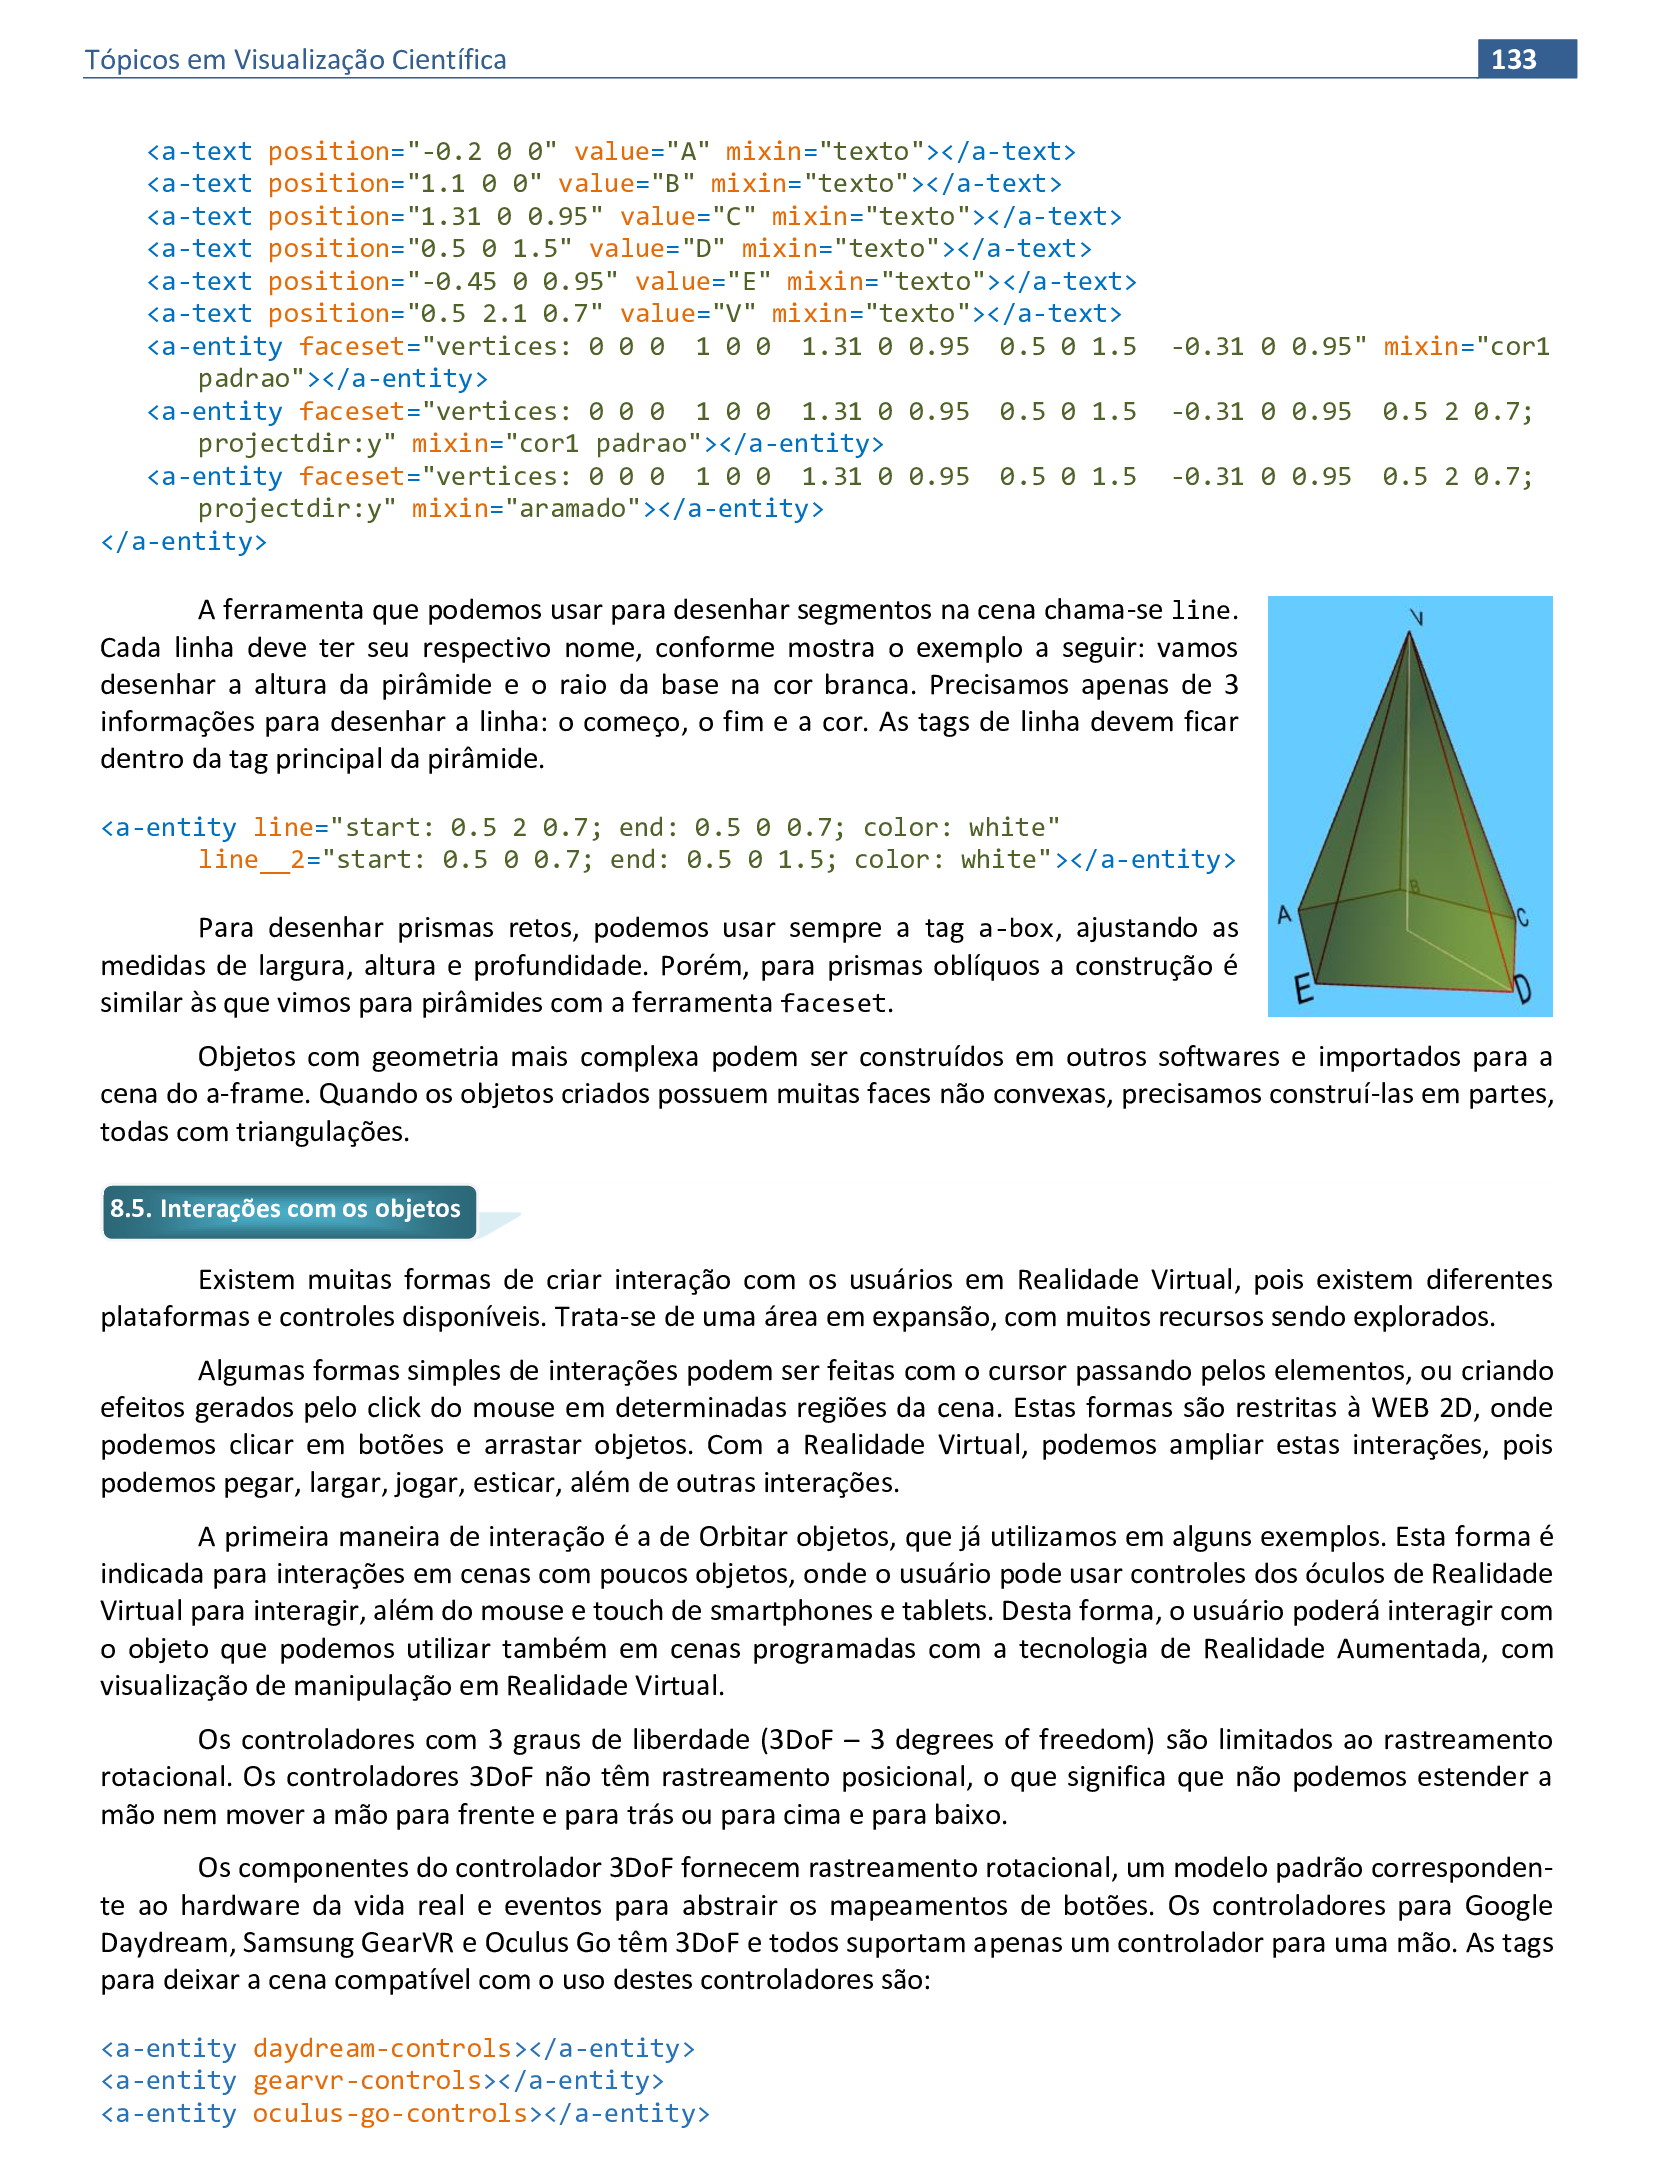 Tópicos em Visualização Científica 133
<a-text position="-0.2 0 0" value="A" mixin="texto"></a-text>
<a-text position="1.1 0 0" value="B" mixin="texto"></a-text>
<a-text position="1.31 0 0.95" value="C" mixin="texto"></a-text>
<a-text position="0.5 0 1.5" value="D" mixin="texto"></a-text>
<a-text position="-0.45 0 0.95" value="E" mixin="texto"></a-text>
<a-text position="0.5 2.1 0.7" value="V" mixin="texto"></a-text>
<a-entity faceset="vertices: 0 0 0  1 0 0  1.31 0 0.95  0.5 0 1.5  -0.31 0 0.95" mixin="cor1
padrao"></a-entity>
<a-entity faceset="vertices: 0 0 0  1 0 0  1.31 0 0.95  0.5 0 1.5  -0.31 0 0.95  0.5 2 0.7;
projectdir:y" mixin="cor1 padrao"></a-entity>
<a-entity faceset="vertices: 0 0 0  1 0 0  1.31 0 0.95  0.5 0 1.5  -0.31 0 0.95  0.5 2 0.7;
projectdir:y" mixin="aramado"></a-entity>
</a-entity>
A ferramenta que podemos usar para desenhar segmentos na cena chama-se line.
Cada linha deve ter seu respectivo nome, conforme mostra o exemplo a seguir: vamos
desenhar a altura da pirâmide e o raio da base na cor branca. Precisamos apenas de 3
informações para desenhar a linha: o começo, o fim e a cor. As tags de linha devem ficar
dentro da tag principal da pirâmide.
<a-entity line="start: 0.5 2 0.7; end: 0.5 0 0.7; color: white"
line__2="start: 0.5 0 0.7; end: 0.5 0 1.5; color: white"></a-entity>
Para desenhar prismas retos, podemos usar sempre a tag a-box, ajustando as
medidas de largura, altura e profundidade. Porém, para prismas oblíquos a construção é
similar às que vimos para pirâmides com a ferramenta faceset.
V
B
A
C
E
D
Objetos com geometria mais complexa podem ser construídos em outros softwares e importados para a
cena do a-frame. Quando os objetos criados possuem muitas faces não convexas, precisamos construí-las em partes,
todas com triangulações.
8.5. Interações com os objetos
Existem muitas formas de criar interação com os usuários em Realidade Virtual, pois existem diferentes
plataformas e controles disponíveis. Trata-se de uma área em expansão, com muitos recursos sendo explorados.
Algumas formas simples de interações podem ser feitas com o cursor passando pelos elementos, ou criando
efeitos gerados pelo click do mouse em determinadas regiões da cena. Estas formas são restritas à WEB 2D, onde
podemos clicar em botões e arrastar objetos. Com a Realidade Virtual, podemos ampliar estas interações, pois
podemos pegar, largar, jogar, esticar, além de outras interações.
A primeira maneira de interação é a de Orbitar objetos, que já utilizamos em alguns exemplos. Esta forma é
indicada para interações em cenas com poucos objetos, onde o usuário pode usar controles dos óculos de Realidade
Virtual para interagir, além do mouse e touch de smartphones e tablets. Desta forma, o usuário poderá interagir com
o objeto que podemos utilizar também em cenas programadas com a tecnologia de Realidade Aumentada, com
visualização de manipulação em Realidade Virtual.
Os controladores com 3 graus de liberdade (3DoF – 3 degrees of freedom) são limitados ao rastreamento
rotacional. Os controladores 3DoF não têm rastreamento posicional, o que significa que não podemos estender a
mão nem mover a mão para frente e para trás ou para cima e para baixo.
Os componentes do controlador 3DoF fornecem rastreamento rotacional, um modelo padrão corresponden-
te ao hardware da vida real e eventos para abstrair os mapeamentos de botões. Os controladores para Google
Daydream, Samsung GearVR e Oculus Go têm 3DoF e todos suportam apenas um controlador para uma mão. As tags
para deixar a cena compatível com o uso destes controladores são:
<a-entity daydream-controls></a-entity>
<a-entity gearvr-controls></a-entity>
<a-entity oculus-go-controls></a-entity>